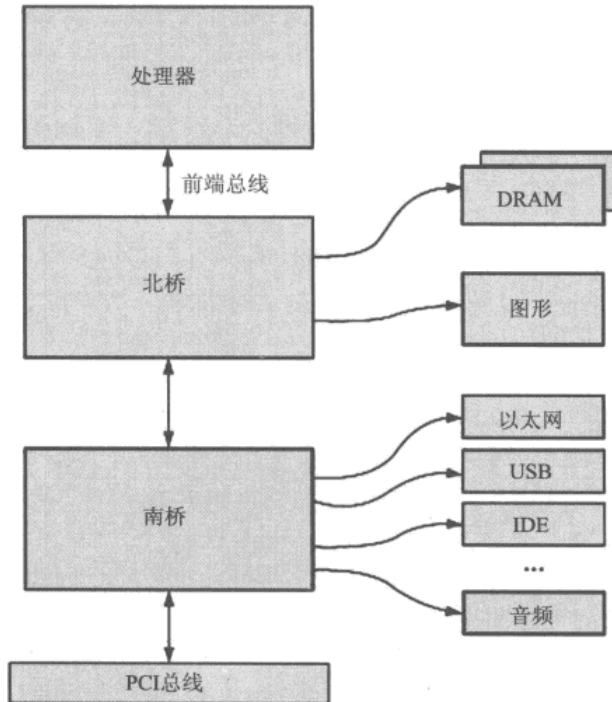 处理器
前端总线
DRAM
北桥
图形
以太网
USB
南桥
IDE
...
音频
PCI总线